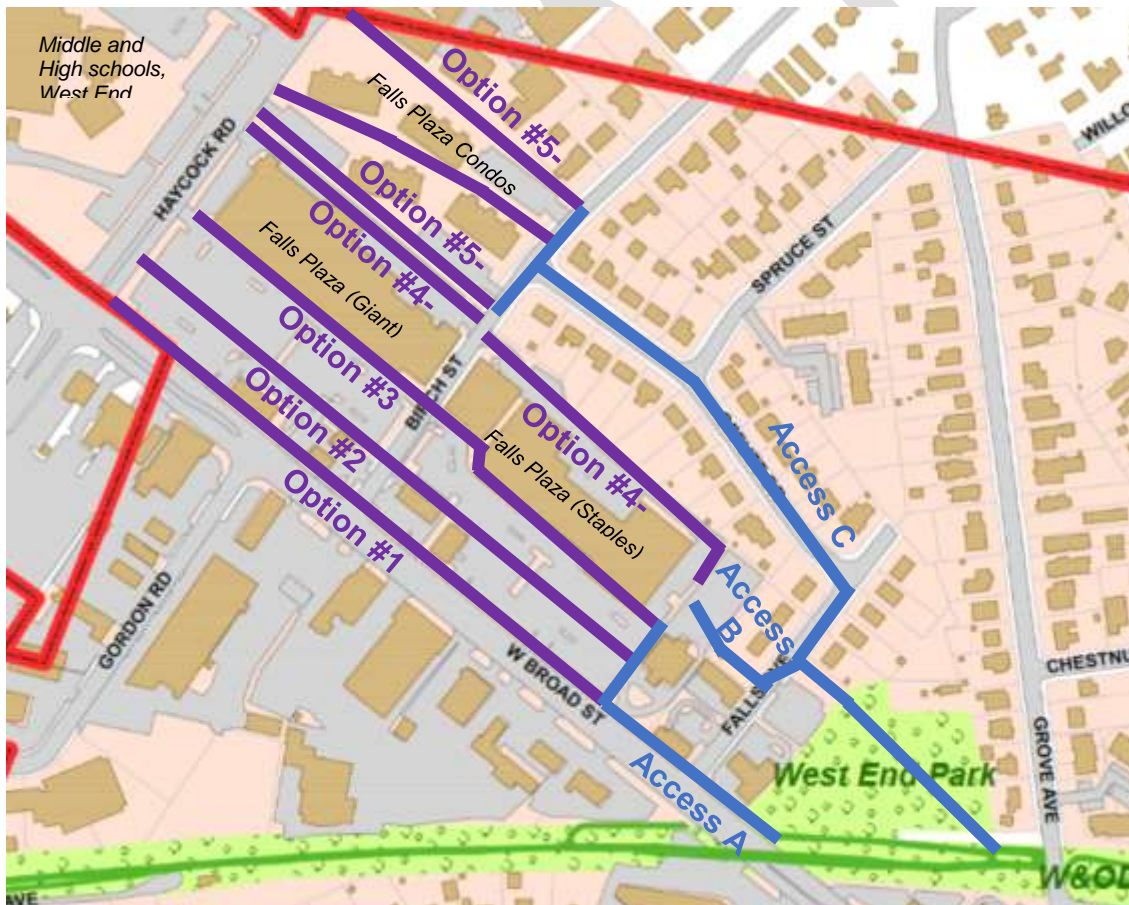 Middle and
High schools,
West End
HAYCOCK RD
Option #5-
Falls Plaza Condos
WILLO
Option #5-
Option #4-
SPRUCE ST
Falls Plaza (Giant)
Option #3
BIRCH ST
Option #2
Option #4-
Option #1
Falls Plaza (Staples)
Access C
GORDON RD
Access
B
W BROAD ST
FALLS
CHESTNU
GROVE AVE
West End Park
Access A
W&OD
AVE